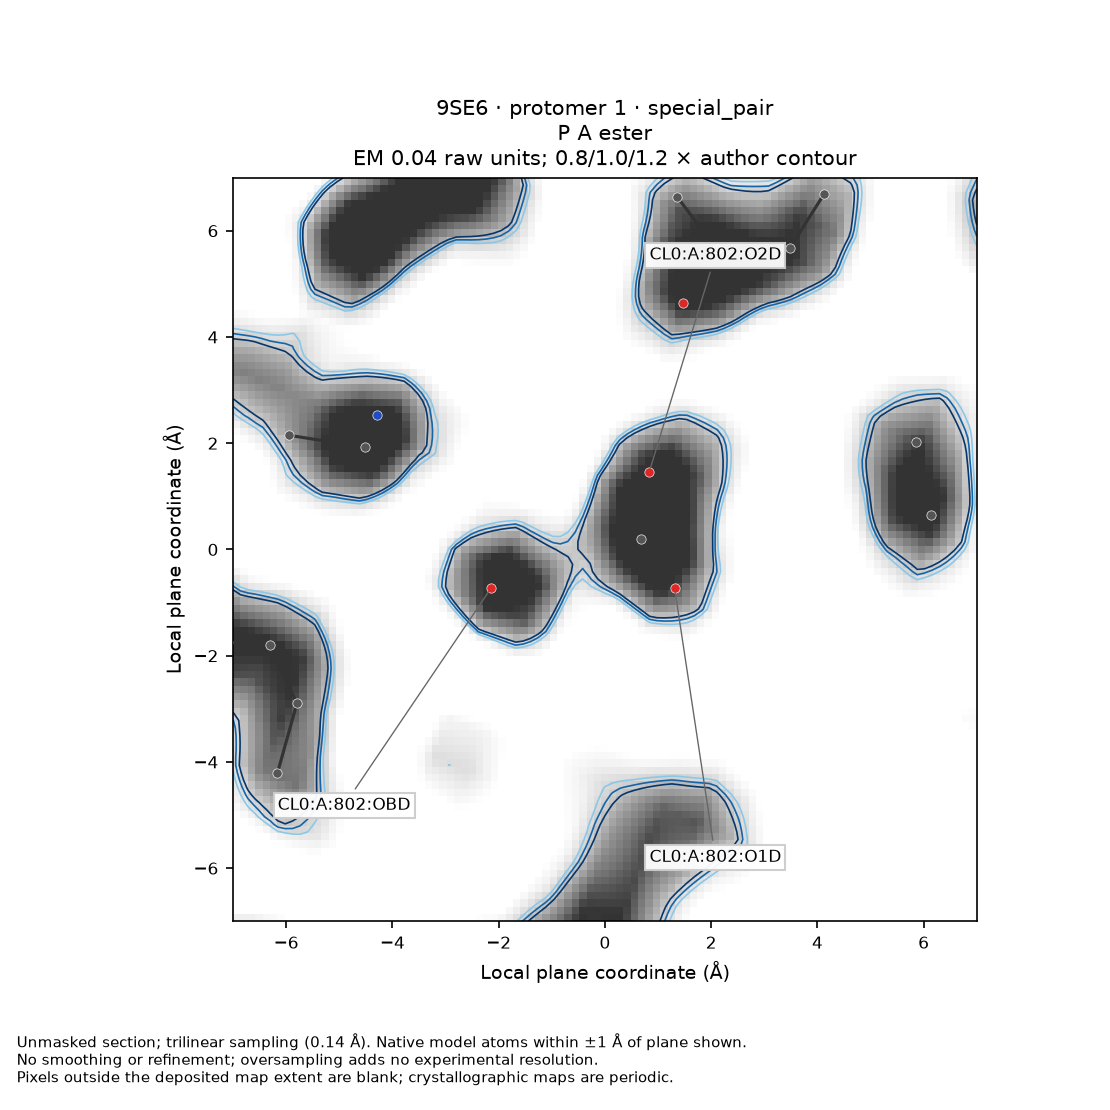 9SE6 · protomer 1 · special_pair
P A ester
EM 0.04 raw units; 0.8/1.0/1.2 × author contour
CL0:A:802:O2D
CL0:A:802:OBD
CL0:A:802:O1D
6
4
2
0
−2
−4
−6
Local plane coordinate (Å)
−6
−4
−2
0
2
4
6
Local plane coordinate (Å)
Unmasked section; trilinear sampling (0.14 Å). Native model atoms within ±1 Å of plane shown.
No smoothing or refinement; oversampling adds no experimental resolution.
Pixels outside the deposited map extent are blank; crystallographic maps are periodic.